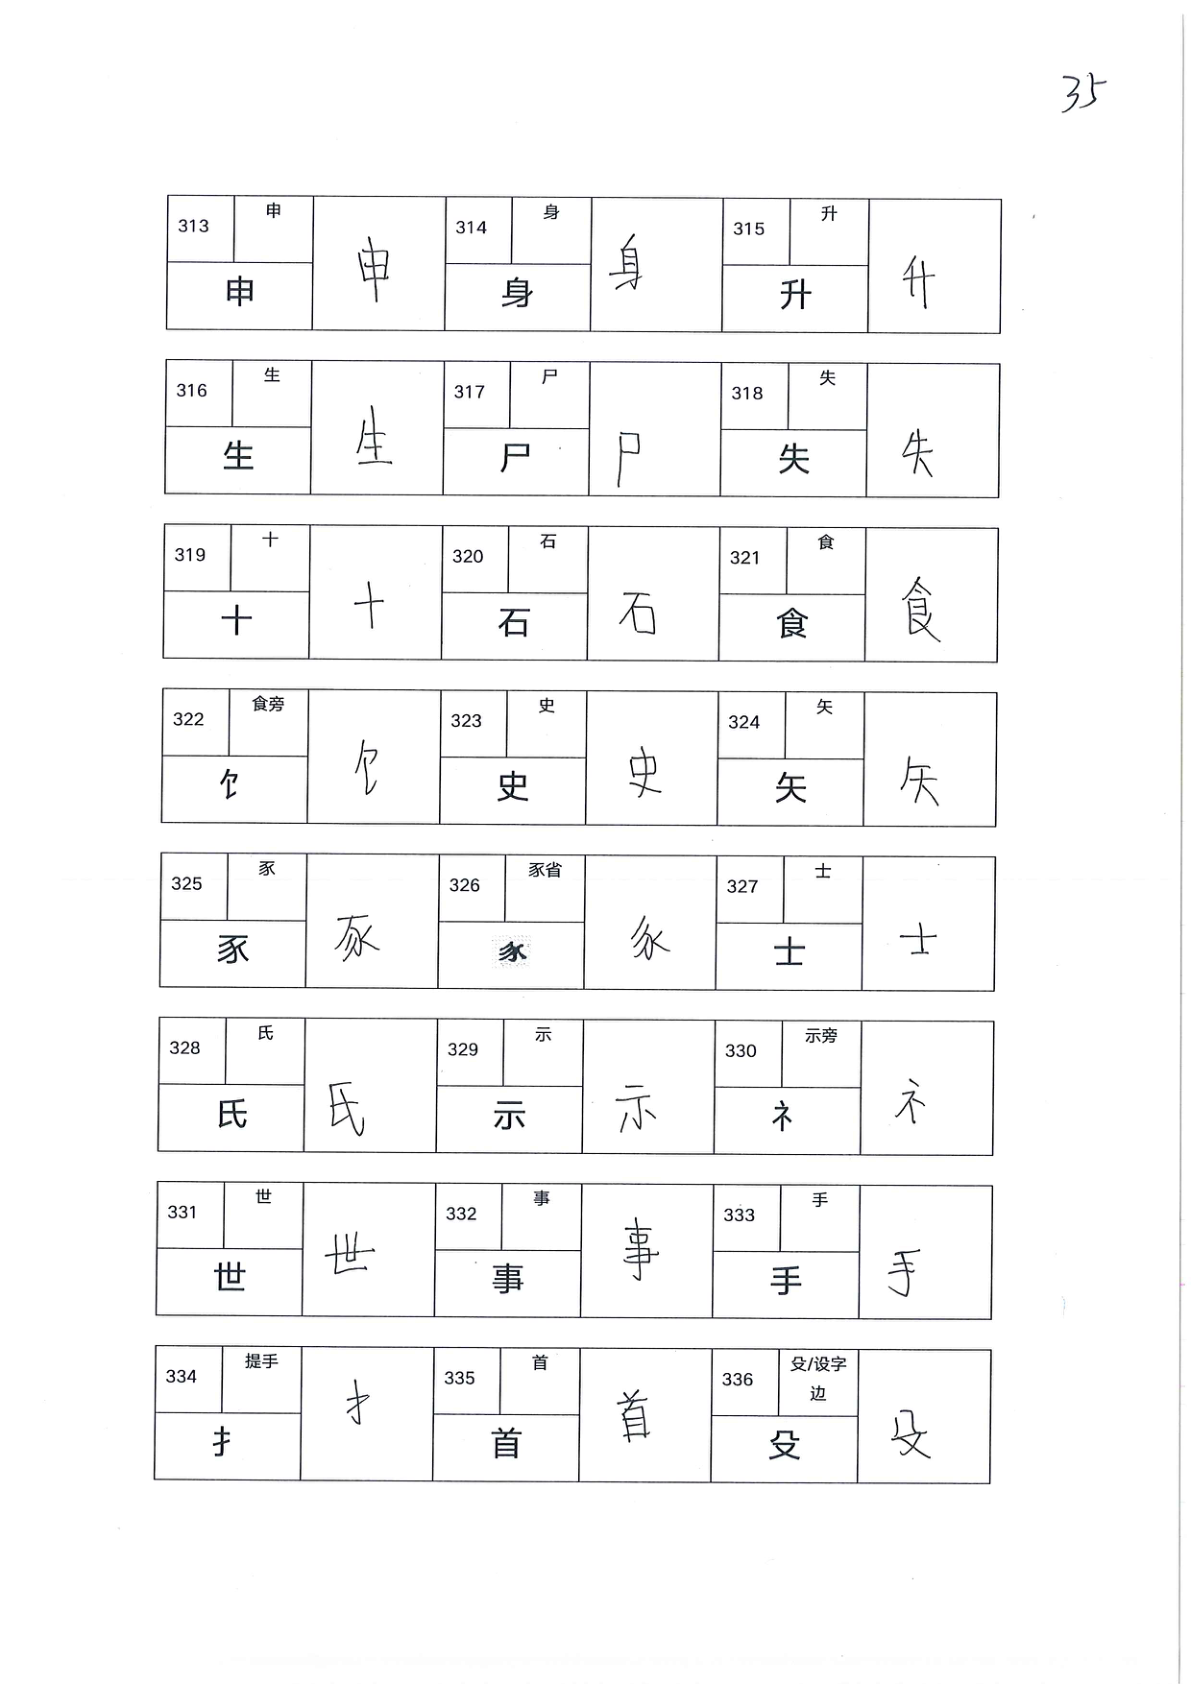 35
313 申 申 申 314 身 身 身 315 升 升 升
316 生 生 生 317 尸 尸 尸 318 失 失 失
319 十 十 十 320 石 石 石 321 食 食 食
322 食旁 饣 饣 323 史 史 史 324 矢 矢 矢
325 豕 豕 豕 326 豕省 327 士 士 士
328 氏 氏 氏 329 示 示 示 330 示旁 礻 礻
331 世 世 世 332 事 事 事 333 手 手 手
334 提手 扌 扌 335 首 首 首 336 殳/设字边 殳 殳